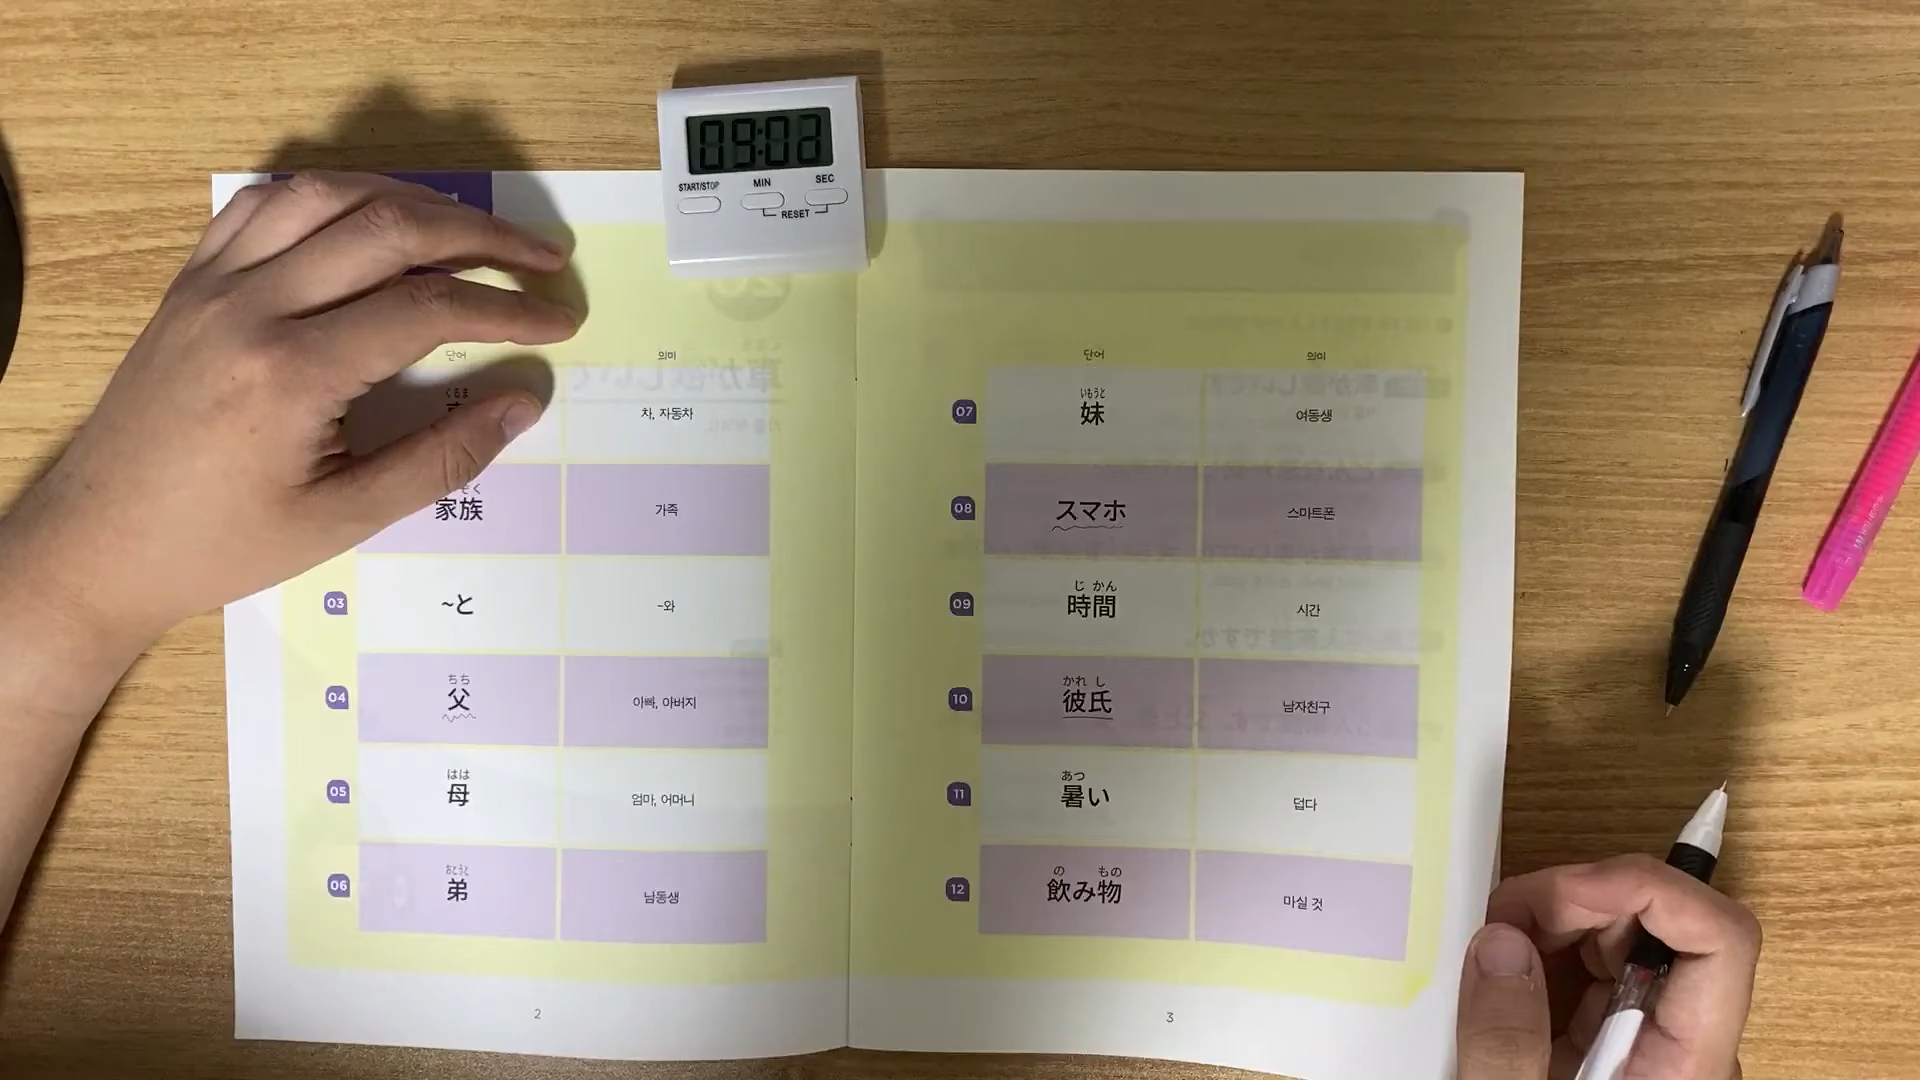 START/STOP
MIN
SEC
RESET
단어
의미
くるま
차, 자동차
家族
가족
03
~と
~와
04
ちち
父
아빠, 아버지
05
はは
母
엄마, 어머니
06
おとうと
弟
남동생
2
단어
의미
07
いもうと
妹
여동생
08
スマホ
스마트폰
09
じ かん
時間
시간
10
かれ し
彼氏
남자친구
11
あつ
暑い
덥다
12
の もの
飲み物
마실 것
3